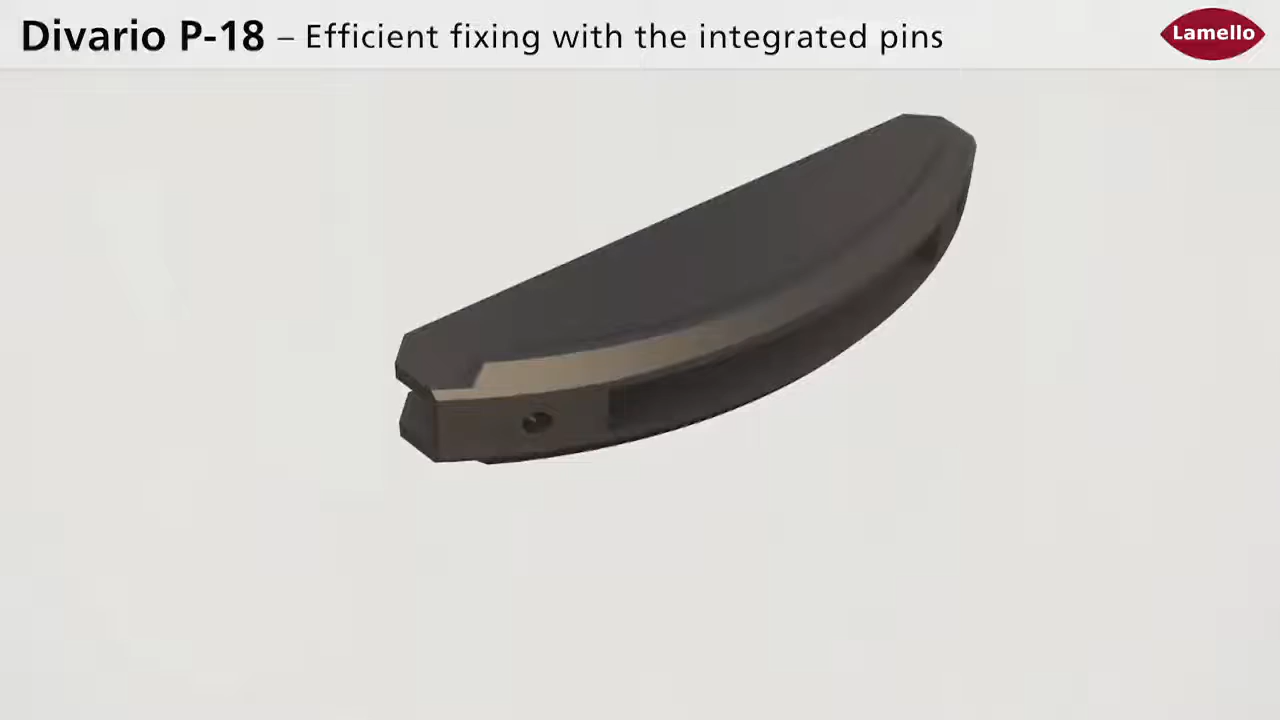 Divario P-18 – Efficient fixing with the integrated pins
Lamello